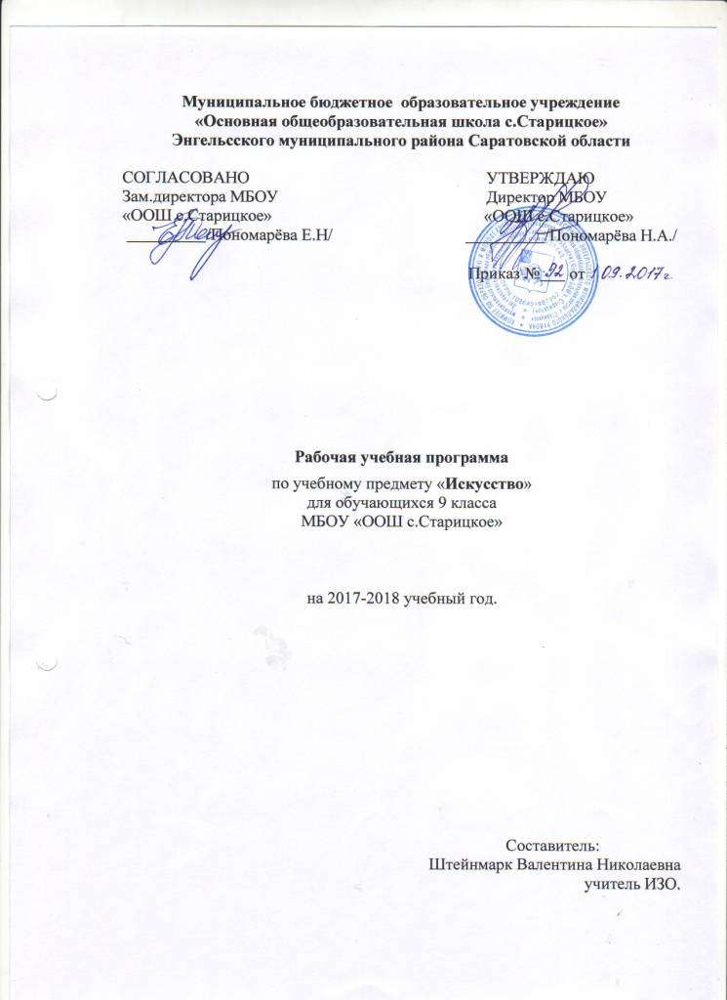 Муниципальное бюджетное образовательное учреждение
«Основная общеобразовательная школа с.Старицкое»
Энгельсского муниципального района Саратовской области
СОГЛАСОВАНО
Зам.директора МБОУ
«ООШ с.Старицкое»
/Пономарёва Е.Н/
УТВЕРЖДАЮ
Директор МБОУ
«ООШ с.Старицкое»
/Пономарёва Н.А./
Приказ № 92 от 1.09.2017г
Рабочая учебная программа
по учебному предмету «Искусство»
для обучающихся 9 класса
МБОУ «ООШ с.Старицкое»
на 2017-2018 учебный год.
Составитель:
Штейнмарк Валентина Николаевна
учитель ИЗО.